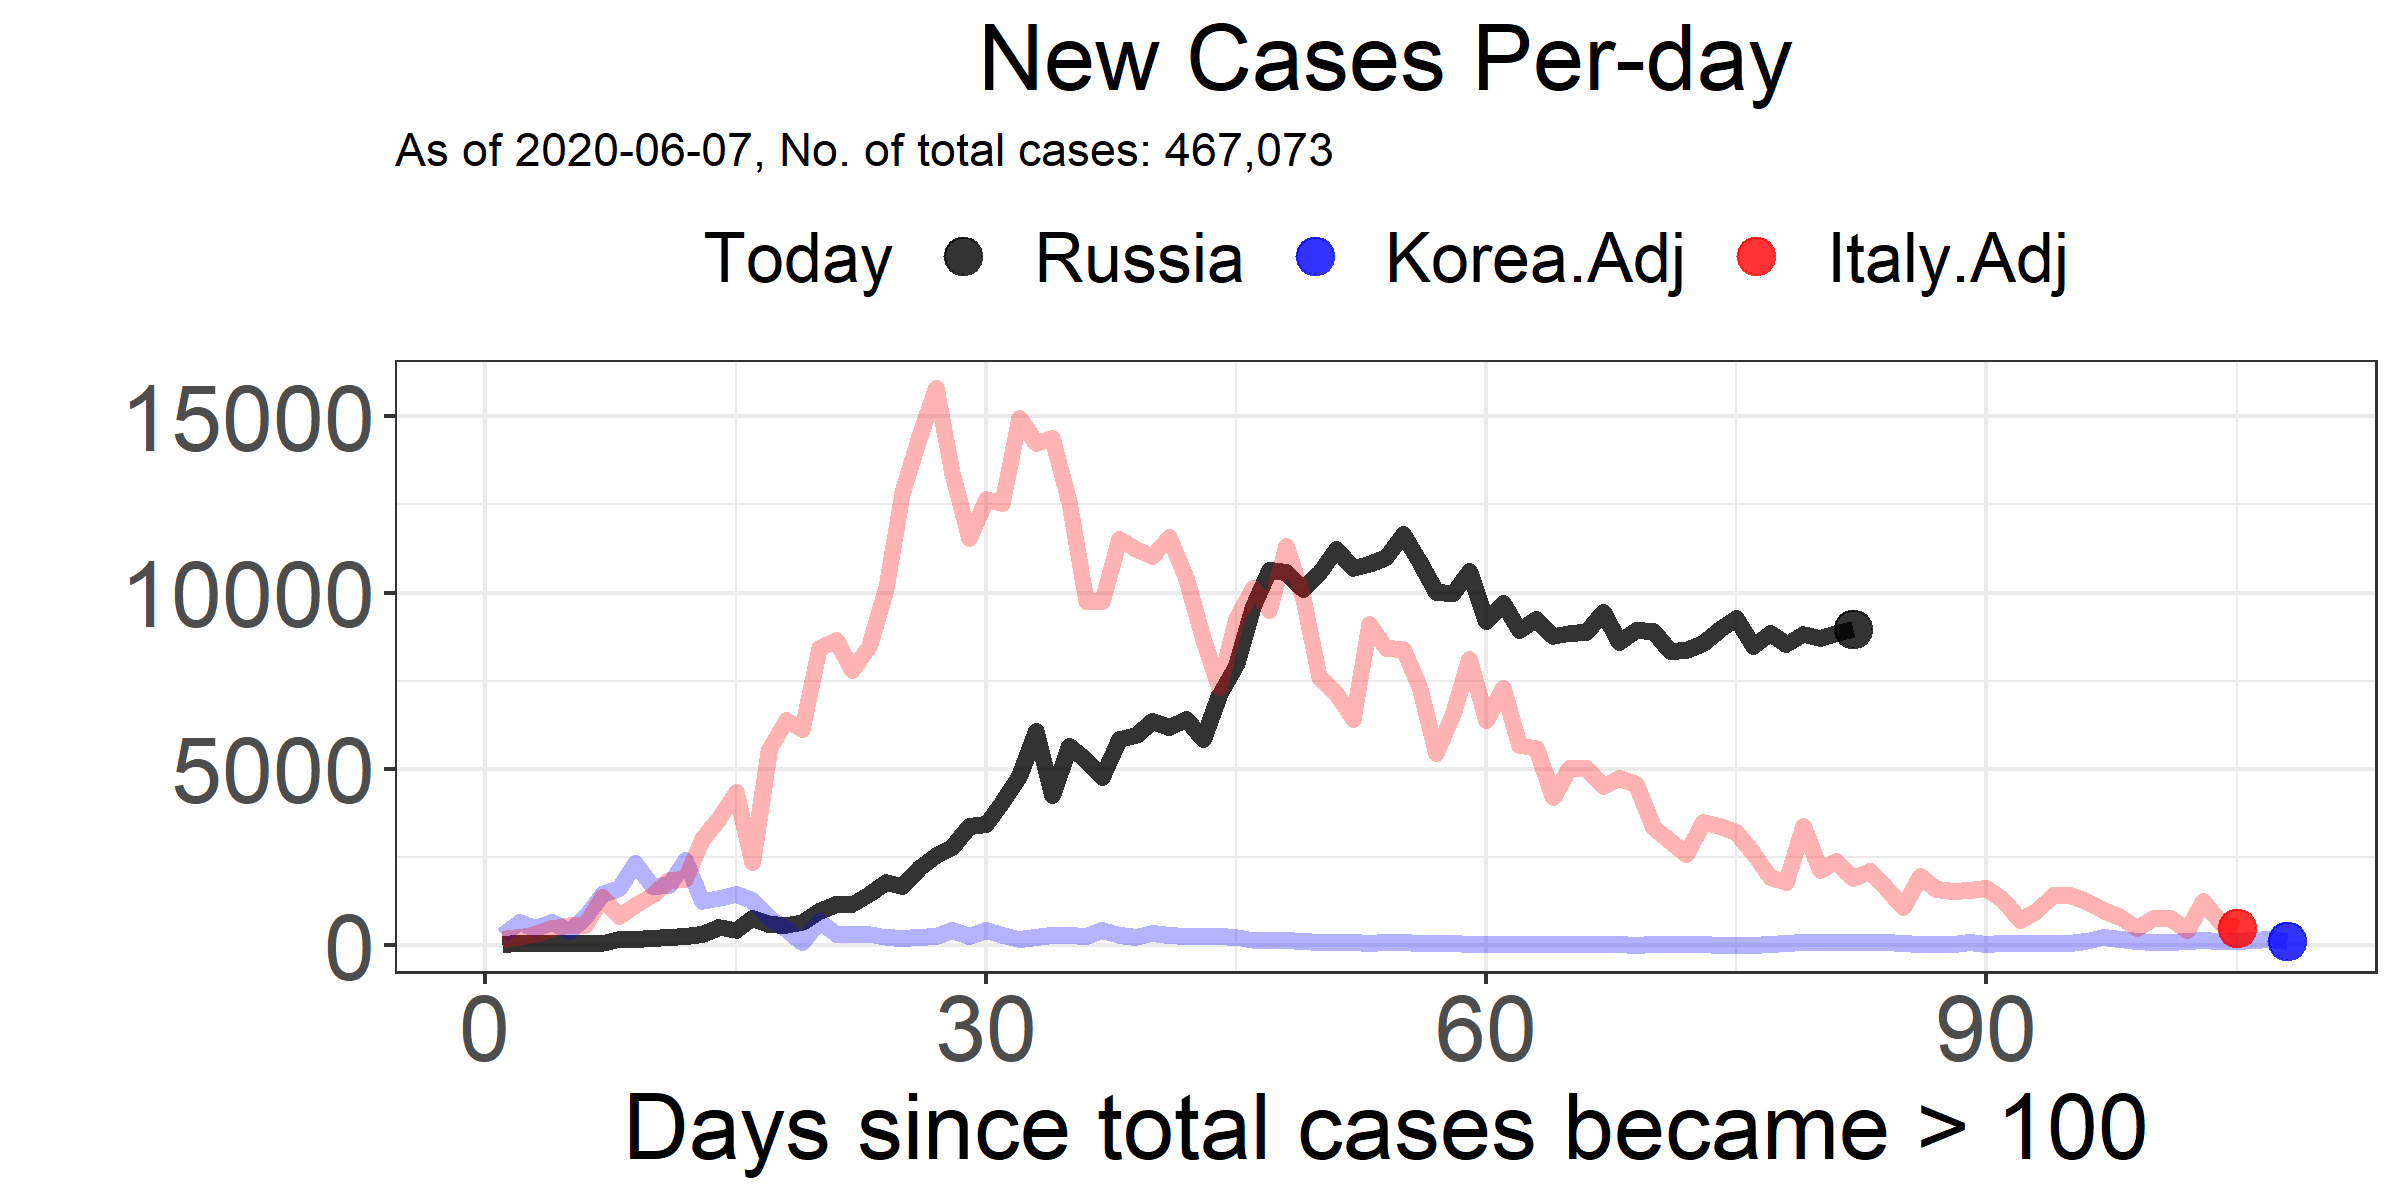 New Cases Per-day
As of 2020-06-07, No. of total cases: 467,073
Today Russia Korea.Adj Italy.Adj
15000
10000
5000
0
0 30 60 90
Days since total cases became > 100